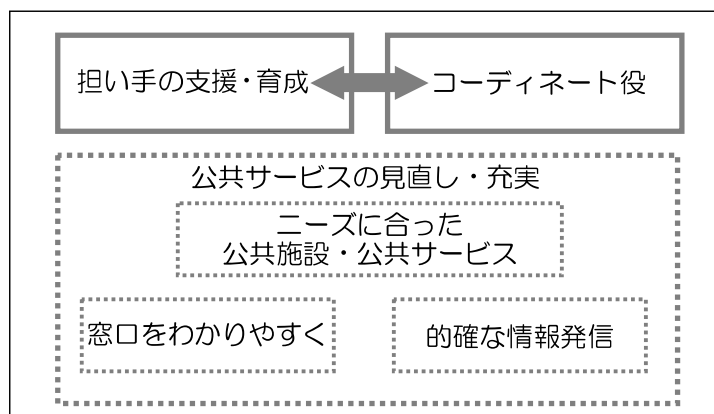 担い手の支援・育成
コーディネート役
公共サービスの見直し・充実
ニーズに合った
公共施設・公共サービス
窓口をわかりやすく
的確な情報発信